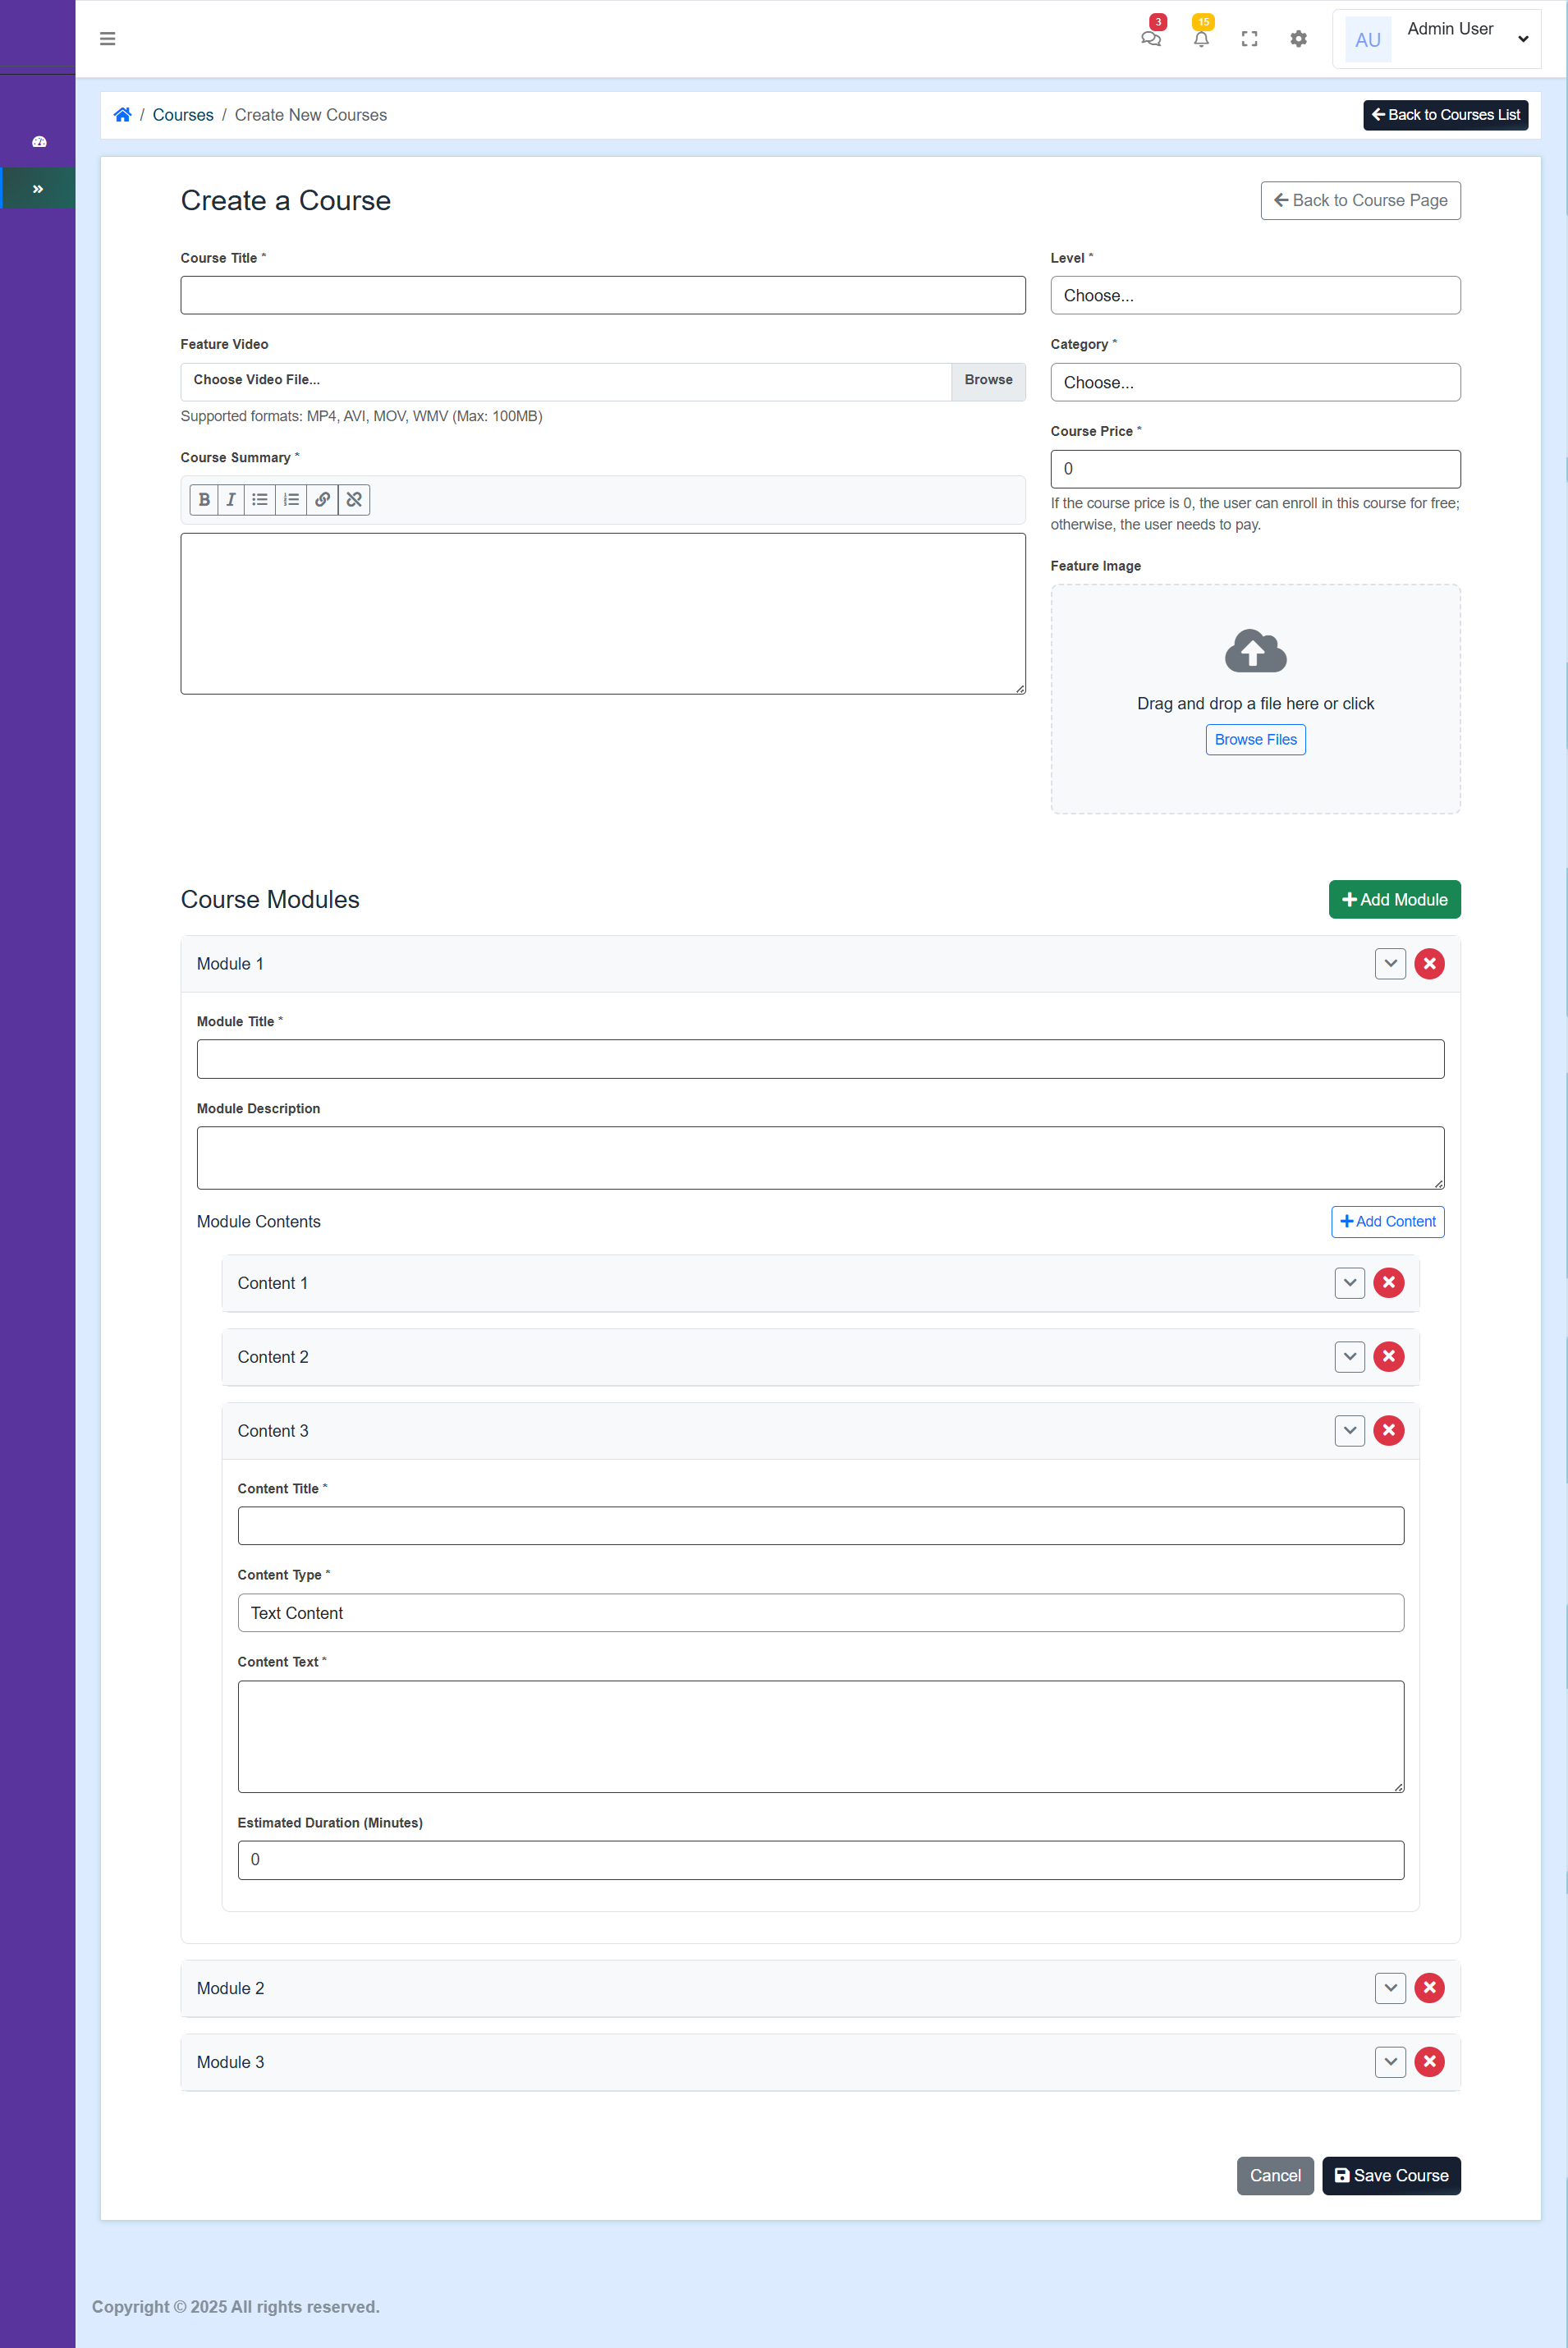 3
15
AU
Admin User
/ Courses / Create New Courses
Back to Courses List
Create a Course
Back to Course Page
Course Title *
Level *
Choose...
Feature Video
Category *
Choose Video File...
Browse
Choose...
Supported formats: MP4, AVI, MOV, WMV (Max: 100MB)
Course Price *
Course Summary *
0
B I
If the course price is 0, the user can enroll in this course for free;
otherwise, the user needs to pay.
Feature Image
Drag and drop a file here or click
Browse Files
Course Modules
Add Module
Module 1
Module Title *
Module Description
Module Contents
Add Content
Content 1
Content 2
Content 3
Content Title *
Content Type *
Text Content
Content Text *
Estimated Duration (Minutes)
0
Module 2
Module 3
Cancel
Save Course
Copyright © 2025 All rights reserved.